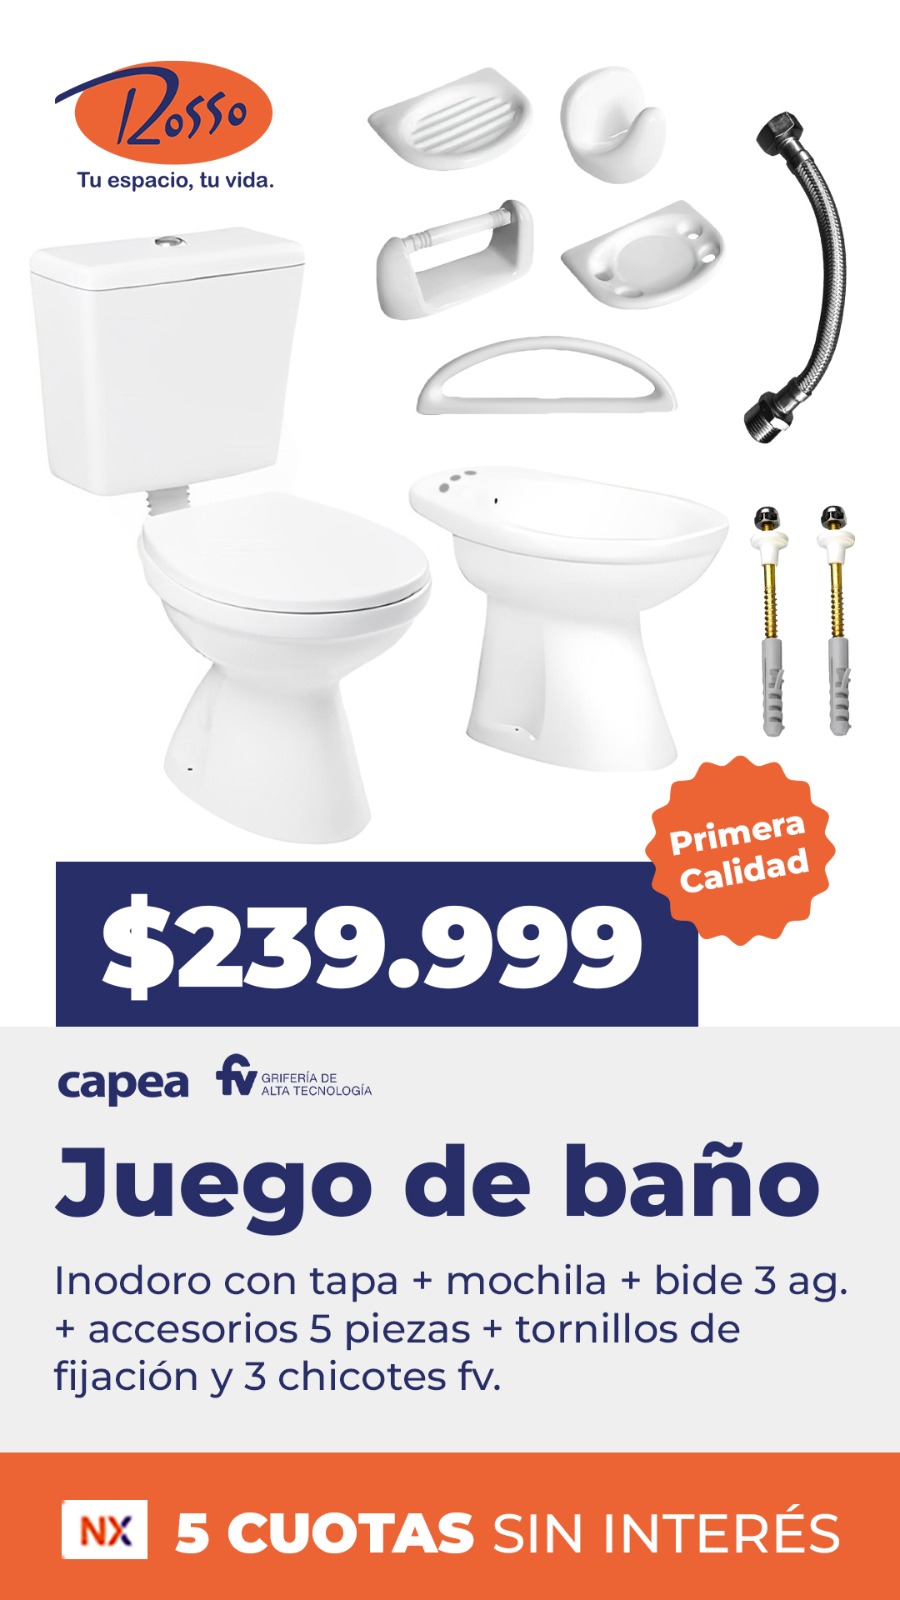 Rosso
Tu espacio, tu vida.
Primera
Calidad
$239.999
capea
fv GRIFERÍA DE
ALTA TECNOLOGÍA
Juego de baño
Inodoro con tapa + mochila + bide 3 ag.
+ accesorios 5 piezas + tornillos de
fijación y 3 chicotes fv.
NX 5 CUOTAS SIN INTERÉS